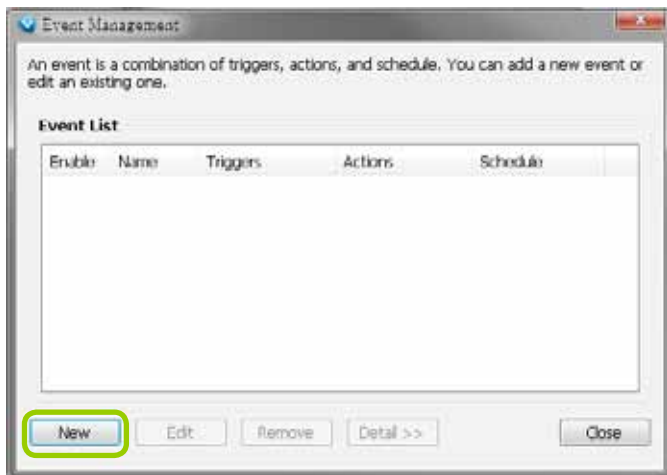 Event Management
An event is a combination of triggers, actions, and schedule. You can add a new event or
edit an existing one.
Event List
Enable Name Triggers Actions Schedule
New Edit Remove Detail >> Close